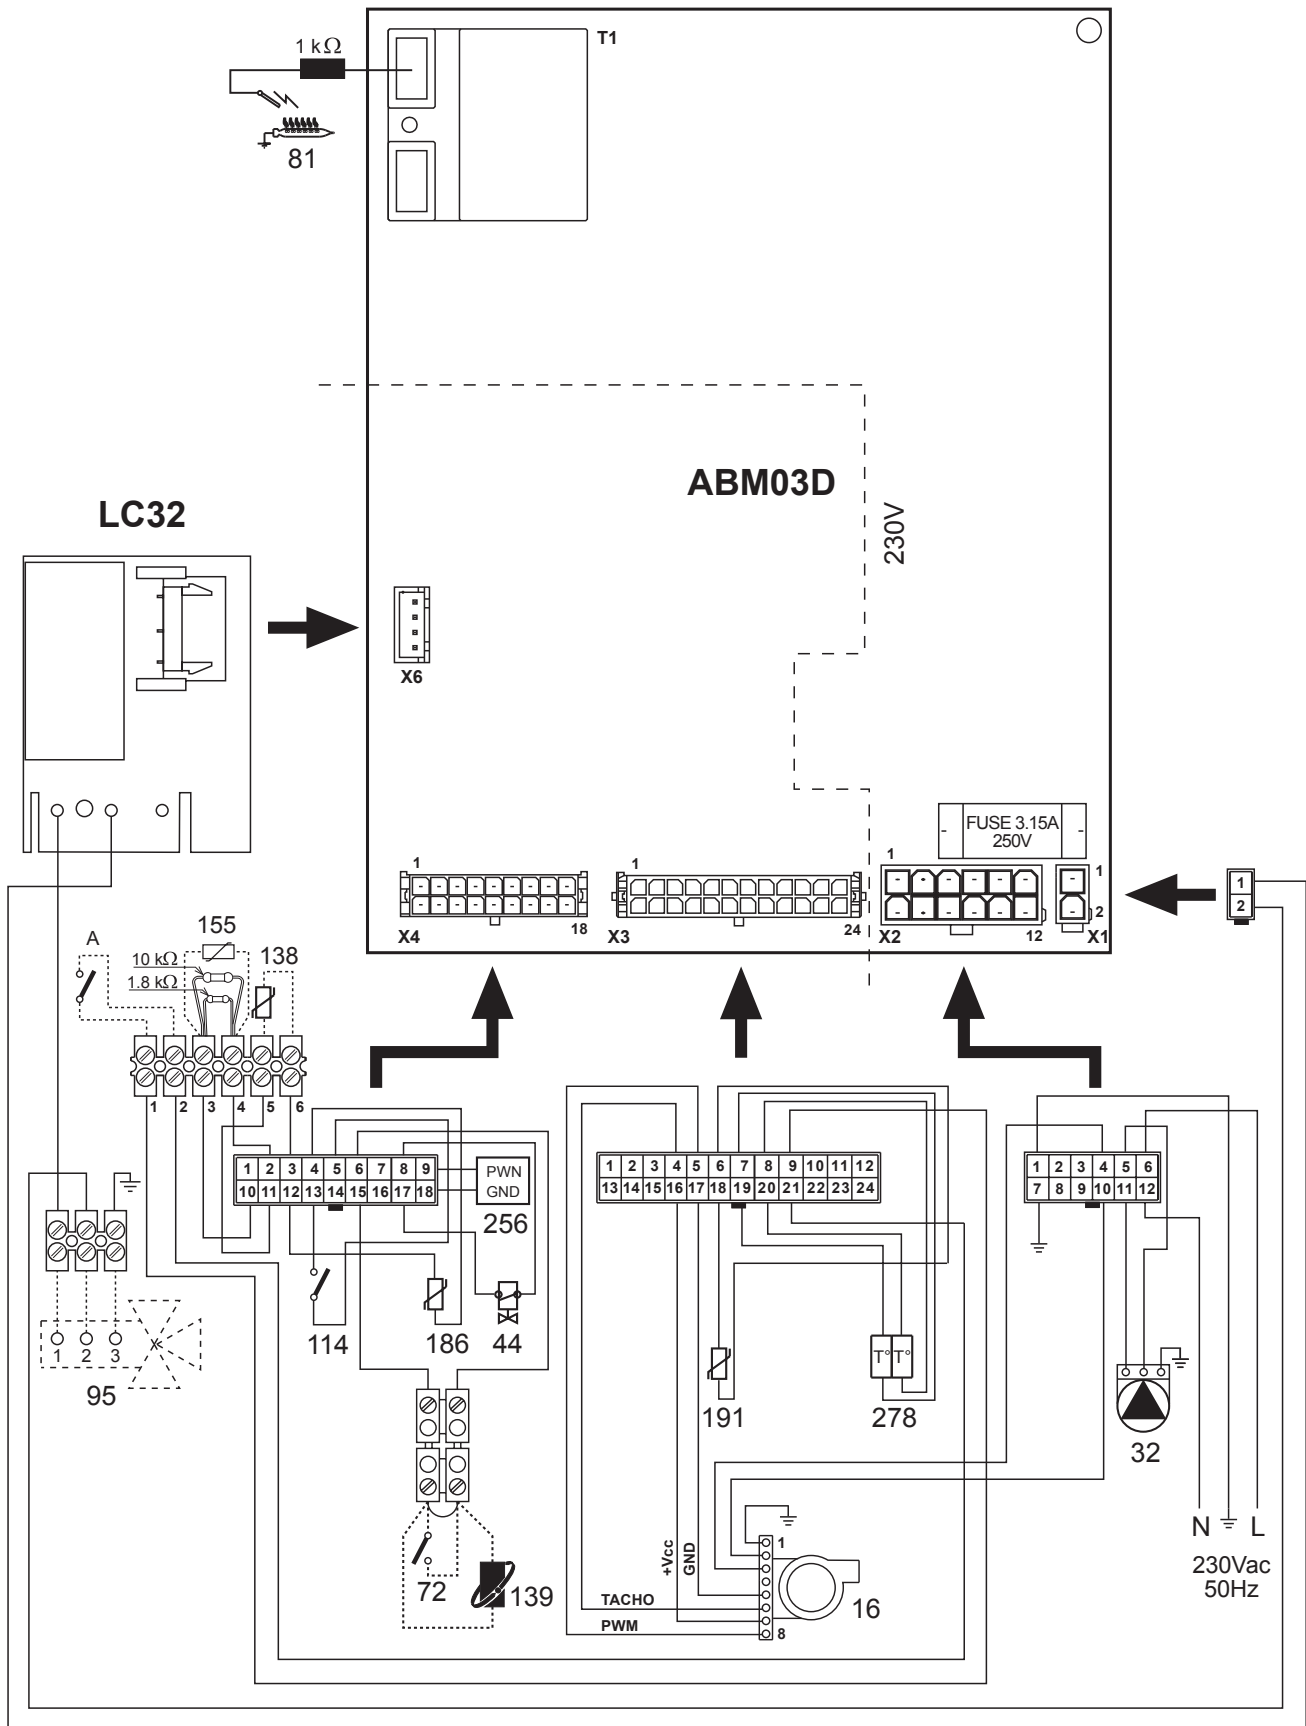 T1
1 kΩ
81
ABM03D
230V
LC32
X6
FUSE 3.15A
250V
1
18
X4
1
24
X3
1
12
X2
1
2
X1
1
2
A
155
10 kΩ
1.8 kΩ
138
1 2 3 4 5 6
1 2 3 4 5 6 7 8 9
10 11 12 13 14 15 16 17 18
PWN
GND
256
1 2 3 4 5 6 7 8 9 10 11 12
13 14 15 16 17 18 19 20 21 22 23 24
1 2 3 4 5 6
7 8 9 10 11 12
1 2 3
95
114
186
44
191
T° T°
278
32
72
139
+Vcc
GND
TACHO
PWM
1
8
16
N L
230Vac
50Hz